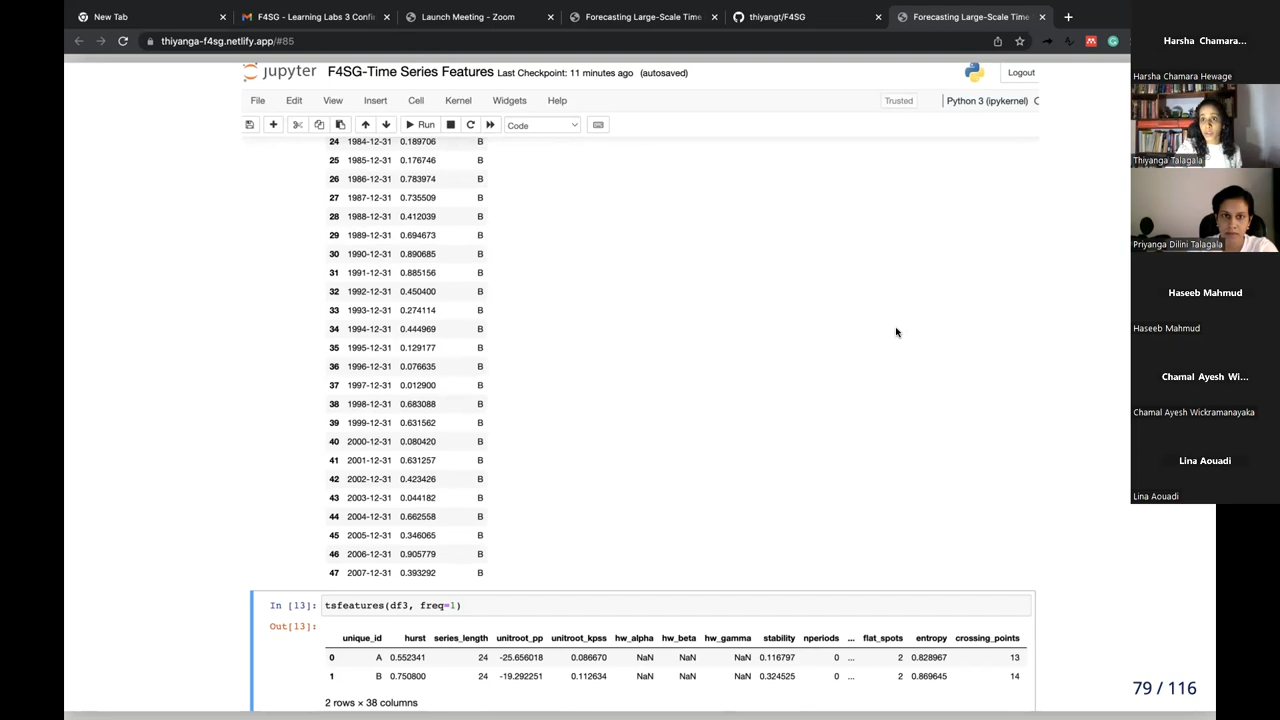 New Tab
F4SG - Learning Labs 3 Confi
Launch Meeting - Zoom
Forecasting Large-Scale Time
thiyangt/F4SG
Forecasting Large-Scale Time
thiyanga-f4sg.netlify.app/#85
jupyter F4SG-Time Series Features Last Checkpoint: 11 minutes ago (autosaved)
Logout
File Edit View Insert Cell Kernel Widgets Help
Trusted
Python 3 (ipykernel)
Run
Code
24 1984-12-31 0.189706 B
25 1985-12-31 0.176746 B
26 1986-12-31 0.783974 B
27 1987-12-31 0.735509 B
28 1988-12-31 0.412039 B
29 1989-12-31 0.694673 B
30 1990-12-31 0.890685 B
31 1991-12-31 0.885156 B
32 1992-12-31 0.450400 B
33 1993-12-31 0.274114 B
34 1994-12-31 0.444969 B
35 1995-12-31 0.129177 B
36 1996-12-31 0.076635 B
37 1997-12-31 0.012900 B
38 1998-12-31 0.683088 B
39 1999-12-31 0.631562 B
40 2000-12-31 0.080420 B
41 2001-12-31 0.631257 B
42 2002-12-31 0.423426 B
43 2003-12-31 0.044182 B
44 2004-12-31 0.662558 B
45 2005-12-31 0.346065 B
46 2006-12-31 0.905779 B
47 2007-12-31 0.393292 B
In [13]: tsfeatures(df3, freq=1)
Out[13]:
unique_id hurst series_length unitroot_pp unitroot_kpss hw_alpha hw_beta hw_gamma stability nperiods ... flat_spots entropy crossing_points
0 A 0.552341 24 -25.656018 0.086670 NaN NaN NaN 0.116797 0 ... 2 0.828967 13
1 B 0.750800 24 -19.292251 0.112634 NaN NaN NaN 0.324525 0 ... 2 0.869645 14
2 rows × 38 columns
79 / 116
Harsha Chamara...
Harsha Chamara Hewage
Thiyanga Talagala
Priyanga Dilini Talagala
Haseeb Mahmud
Haseeb Mahmud
Chamal Ayesh Wi...
Chamal Ayesh Wickramanayaka
Lina Aouadi
Lina Aouadi